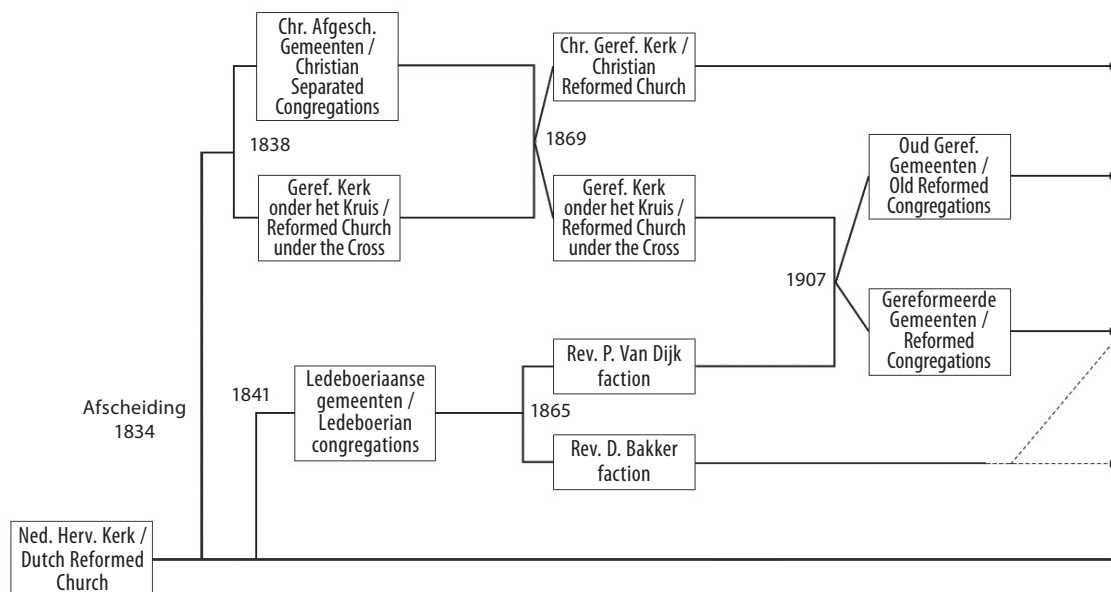 Chr. Afgesch.
Gemeenten /
Christian
Separated
Congregations
Chr. Geref. Kerk /
Christian
Reformed Church
1838
1869
Oud Geref.
Gemeenten /
Old Reformed
Congregations
Geref. Kerk
onder het Kruis /
Reformed Church
under the Cross
Geref. Kerk
onder het Kruis /
Reformed Church
under the Cross
1907
Gereformeerde
Gemeenten /
Reformed
Congregations
Rev. P. Van Dijk
faction
Afscheiding
1834
1841
Ledeboeriaanse
gemeenten /
Ledeboerian
congregations
1865
Rev. D. Bakker
faction
Ned. Herv. Kerk /
Dutch Reformed
Church